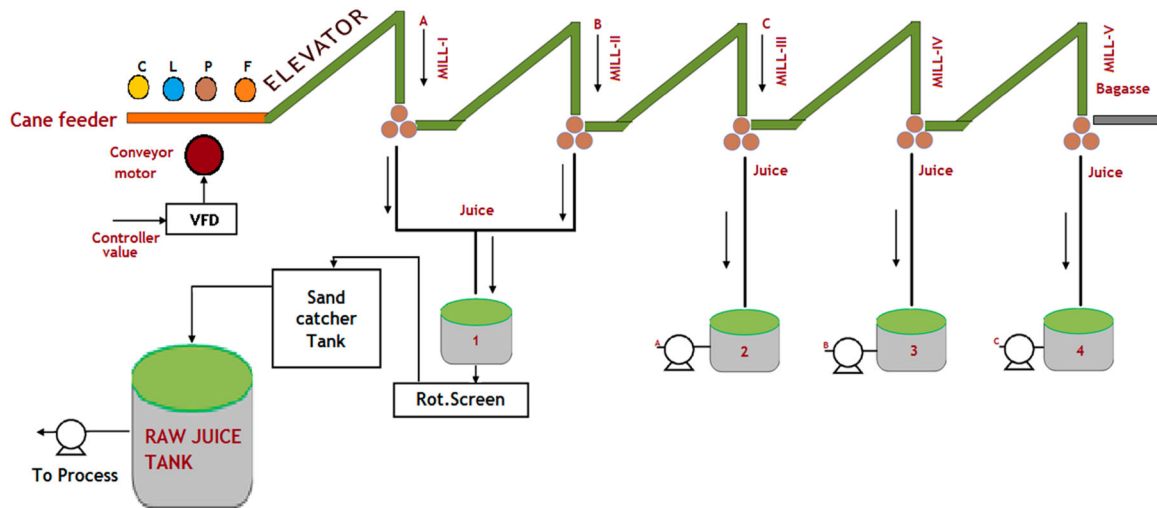 A
B
C
MILL-I
MILL-II
MILL-III
MILL-IV
MILL-V
ELEVATOR
C L P F
Bagasse
Cane feeder
Conveyor
motor
VFD
Controller
value
Juice
Juice
Juice
Juice
Sand
catcher
Tank
1
A
2
B
3
C
4
Rot.Screen
RAW JUICE
TANK
To Process